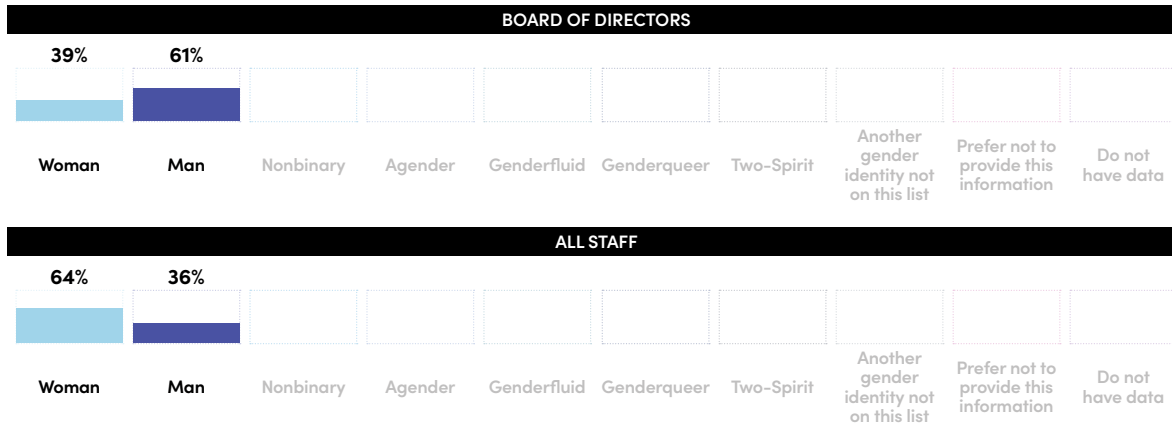 BOARD OF DIRECTORS
39% 61%
Woman Man Nonbinary Agender Genderfluid Genderqueer Two-Spirit
Another
gender
identity not
on this list
Prefer not to
provide this
information
Do not
have data
ALL STAFF
64% 36%
Woman Man Nonbinary Agender Genderfluid Genderqueer Two-Spirit
Another
gender
identity not
on this list
Prefer not to
provide this
information
Do not
have data